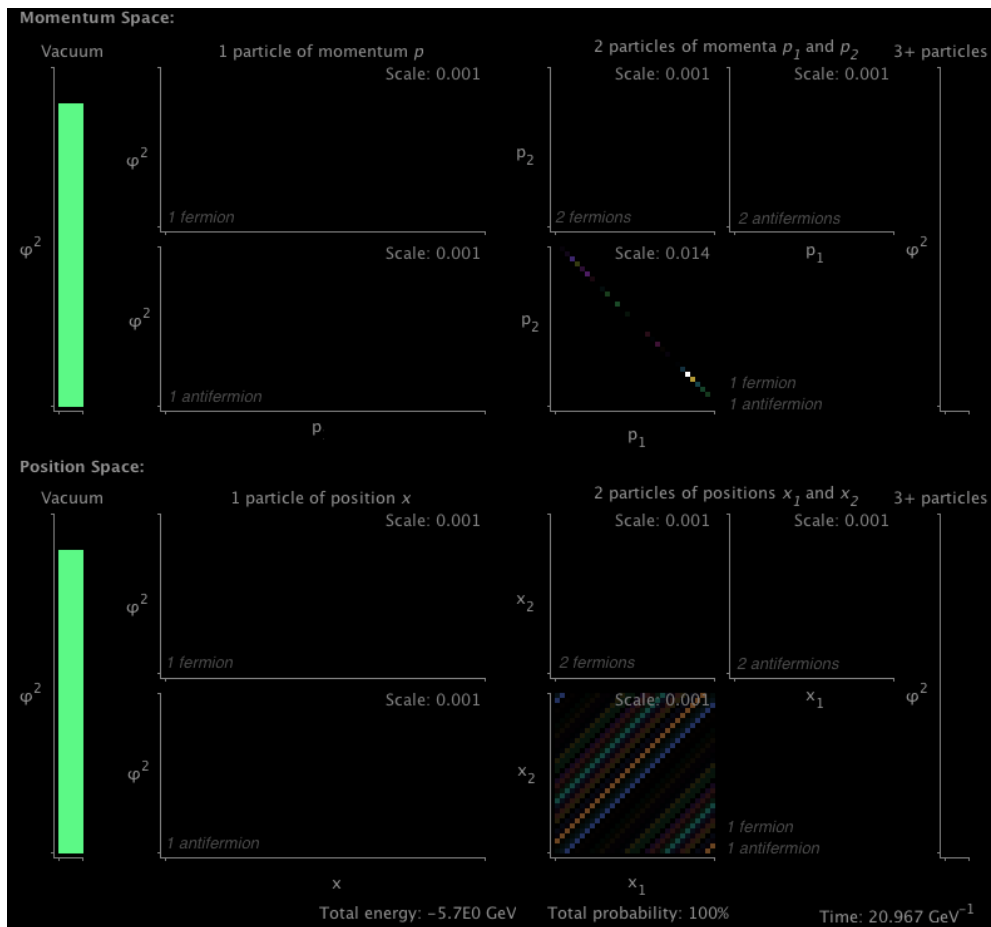 Momentum Space:
Vacuum
1 particle of momentum p
2 particles of momenta p₁ and p₂
3+ particles
Scale: 0.001
Scale: 0.001
Scale: 0.001
φ²
p₂
1 fermion
2 fermions
2 antifermions
φ²
p₁
φ²
Scale: 0.001
Scale: 0.014
φ²
p₂
1 antifermion
1 fermion
1 antifermion
p
p₁
Position Space:
Vacuum
1 particle of position x
2 particles of positions x₁ and x₂
3+ particles
Scale: 0.001
Scale: 0.001
Scale: 0.001
φ²
x₂
1 fermion
2 fermions
2 antifermions
φ²
x₁
φ²
Scale: 0.001
Scale: 0.001
φ²
x₂
1 antifermion
1 fermion
1 antifermion
x
x₁
Total energy: −5.7E0 GeV Total probability: 100% Time: 20.967 GeV⁻¹